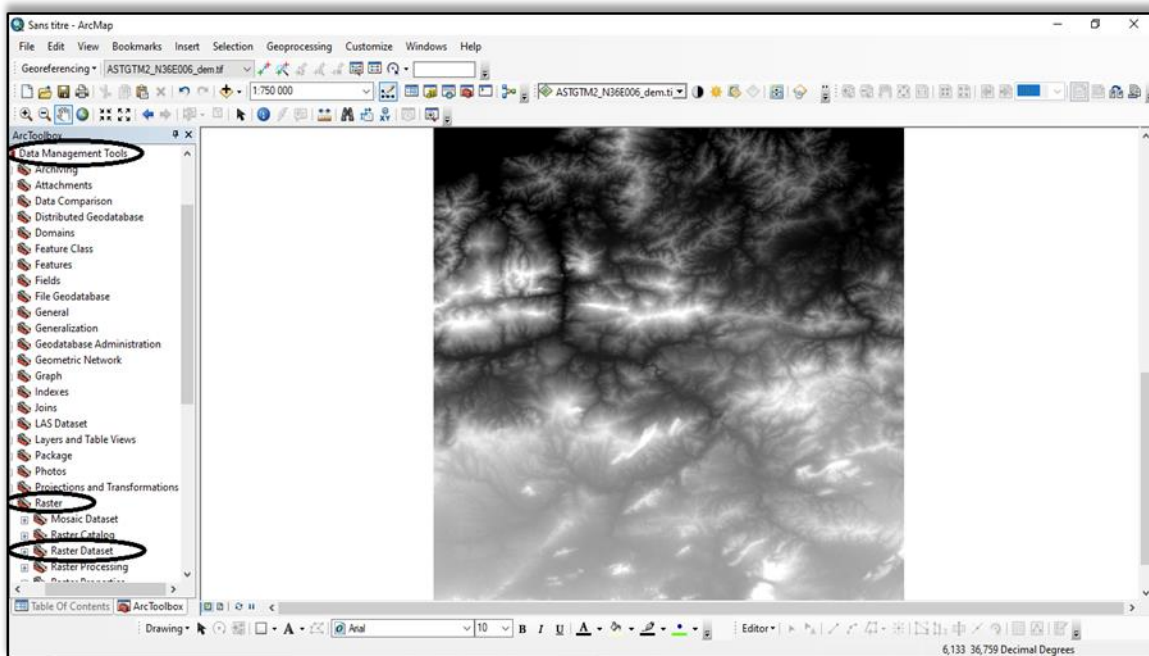 Sans titre - ArcMap
File Edit View Bookmarks Insert Selection Geoprocessing Customize Windows Help
Georeferencing ASTGTM2_N36E006_dem.tif
1:750 000 ASTGTM2_N36E006_dem.ti
ArcToolbox
Data Management Tools
Archiving
Attachments
Data Comparison
Distributed Geodatabase
Domains
Feature Class
Features
Fields
File Geodatabase
General
Generalization
Geodatabase Administration
Geometric Network
Graph
Indexes
Joins
LAS Dataset
Layers and Table Views
Package
Photos
Projections and Transformations
Raster
Mosaic Dataset
Raster Catalog
Raster Dataset
Raster Processing
Raster Properties
Table Of Contents ArcToolbox
Drawing A Arial 10 B I U A Editor
6,133 36,759 Decimal Degrees